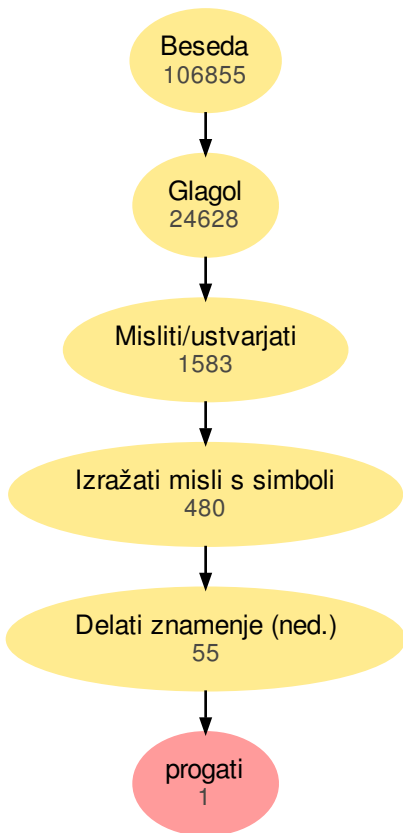 Beseda
106855
Glagol
24628
Misliti/ustvarjati
1583
Izražati misli s simboli
480
Delati znamenje (ned.)
55
progati
1